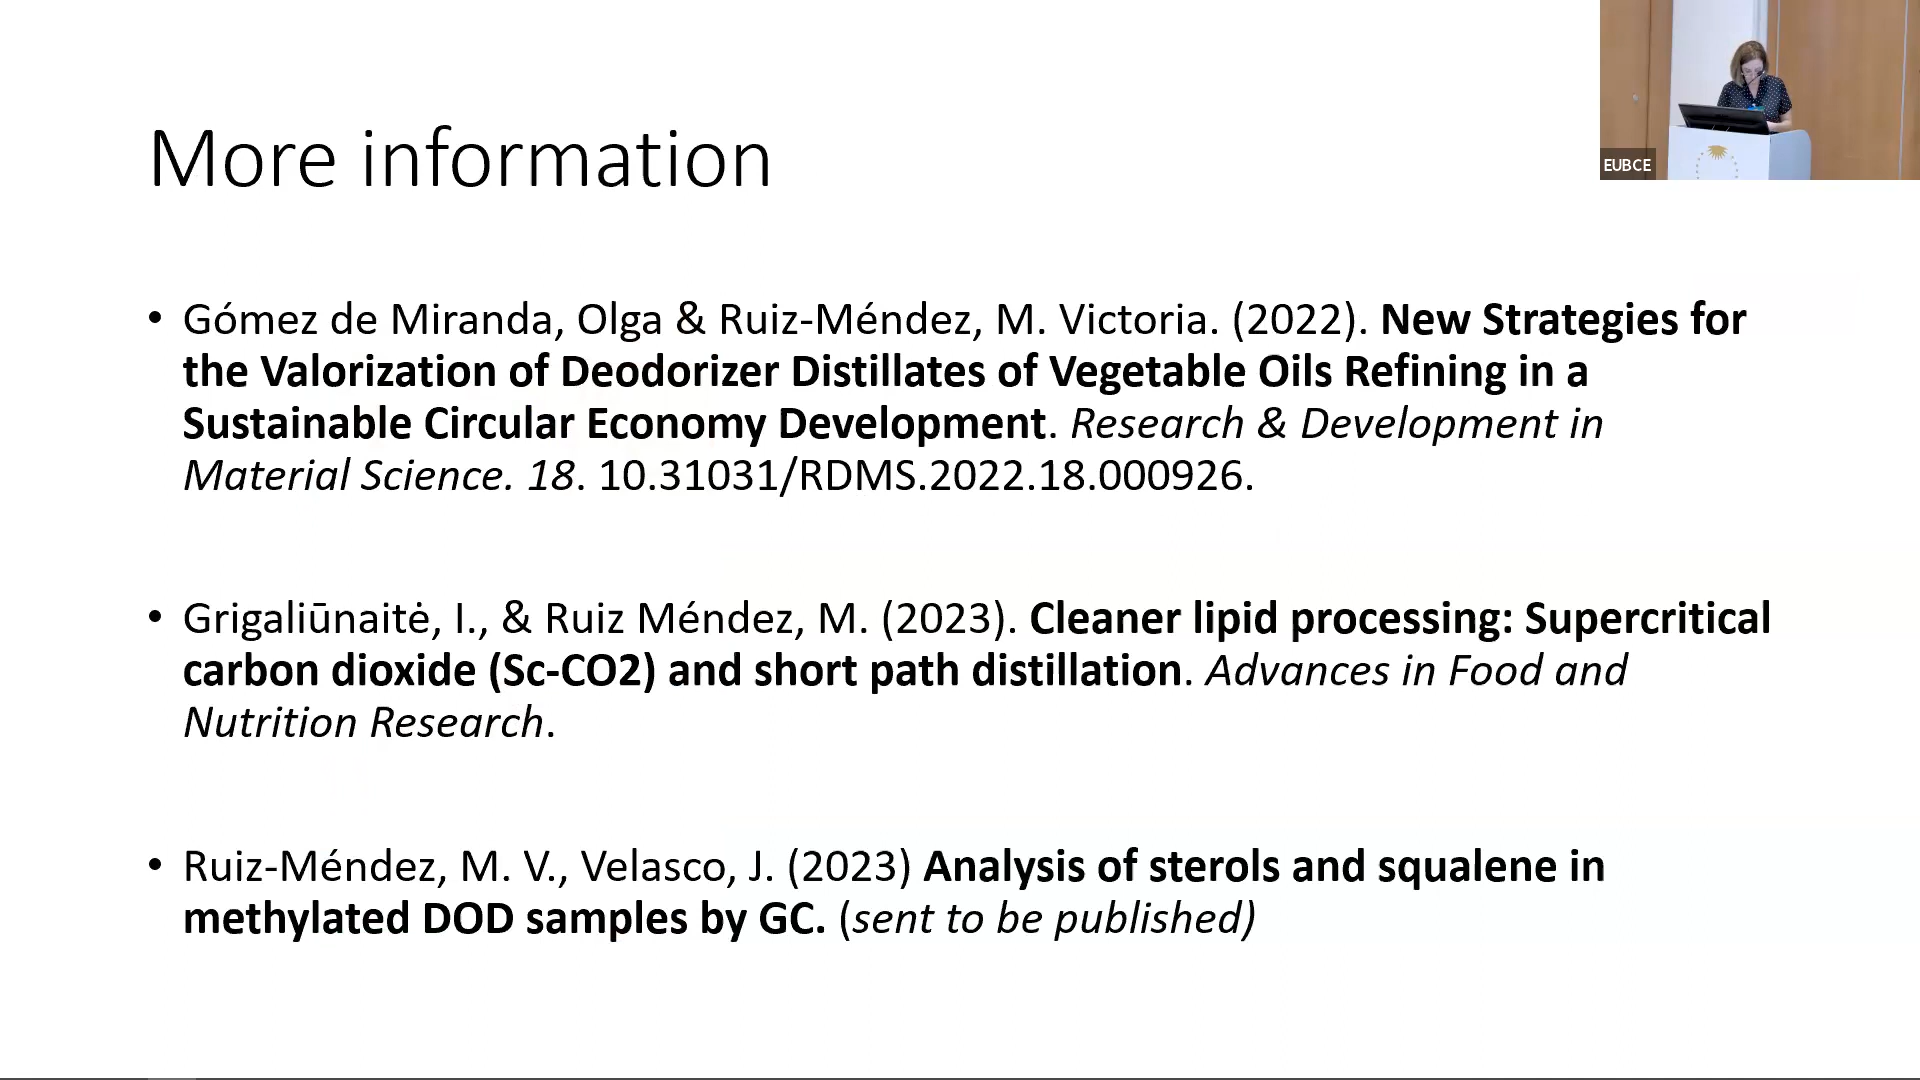 More information
EUBCE
• Gómez de Miranda, Olga & Ruiz-Méndez, M. Victoria. (2022). New Strategies for
the Valorization of Deodorizer Distillates of Vegetable Oils Refining in a
Sustainable Circular Economy Development. Research & Development in
Material Science. 18. 10.31031/RDMS.2022.18.000926.
• Grigaliūnaitė, I., & Ruiz Méndez, M. (2023). Cleaner lipid processing: Supercritical
carbon dioxide (Sc-CO2) and short path distillation. Advances in Food and
Nutrition Research.
• Ruiz-Méndez, M. V., Velasco, J. (2023) Analysis of sterols and squalene in
methylated DOD samples by GC. (sent to be published)